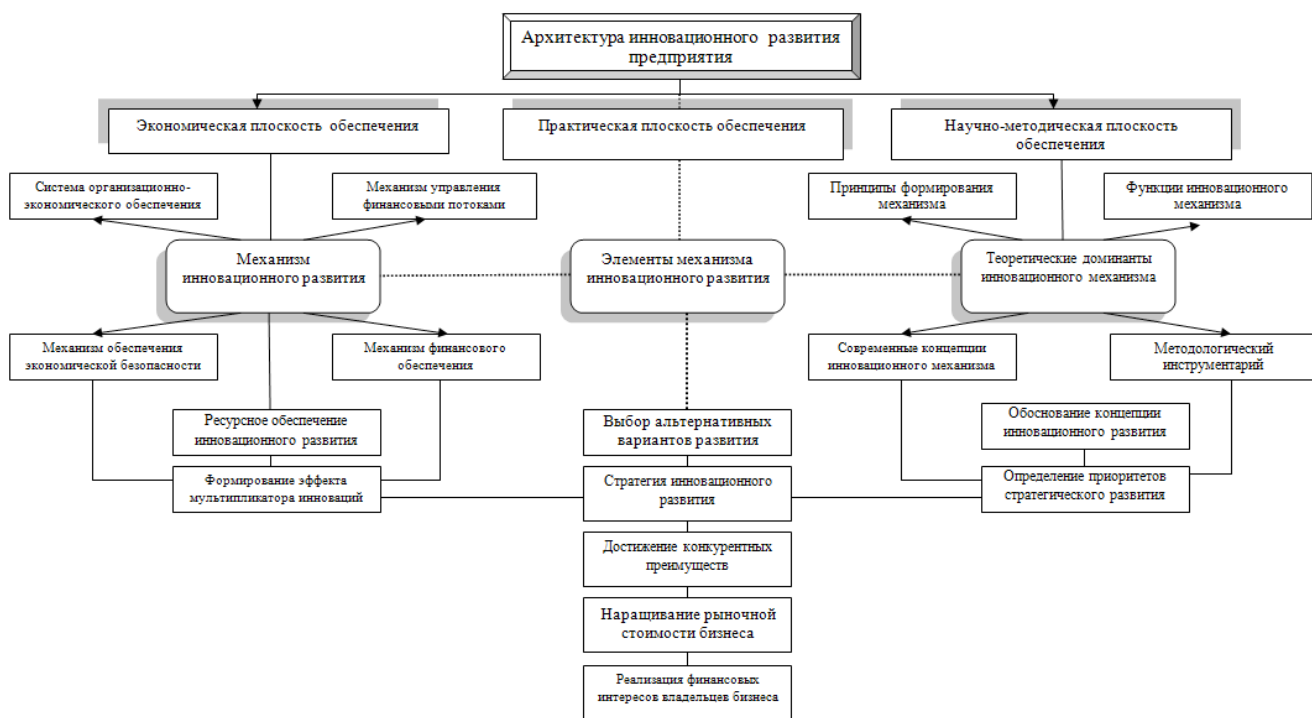 Архитектура инновационного развития
предприятия
Экономическая плоскость обеспечения
Практическая плоскость обеспечения
Научно-методическая плоскость
обеспечения
Система организационно-
экономического обеспечения
Механизм управления
финансовыми потоками
Принципы формирования
механизма
Функции инновационного
механизма
Механизм
инновационного развития
Элементы механизма
инновационного развития
Теоретические доминанты
инновационного механизма
Механизм обеспечения
экономической безопасности
Механизм финансового
обеспечения
Современные концепции
инновационного механизма
Методологический
инструментарий
Ресурсное обеспечение
инновационного развития
Выбор альтернативных
вариантов развития
Обоснование концепции
инновационного развития
Формирование эффекта
мультипликатора инноваций
Стратегия инновационного
развития
Определение приоритетов
стратегического развития
Достижение конкурентных
преимуществ
Наращивание рыночной
стоимости бизнеса
Реализация финансовых
интересов владельцев бизнеса